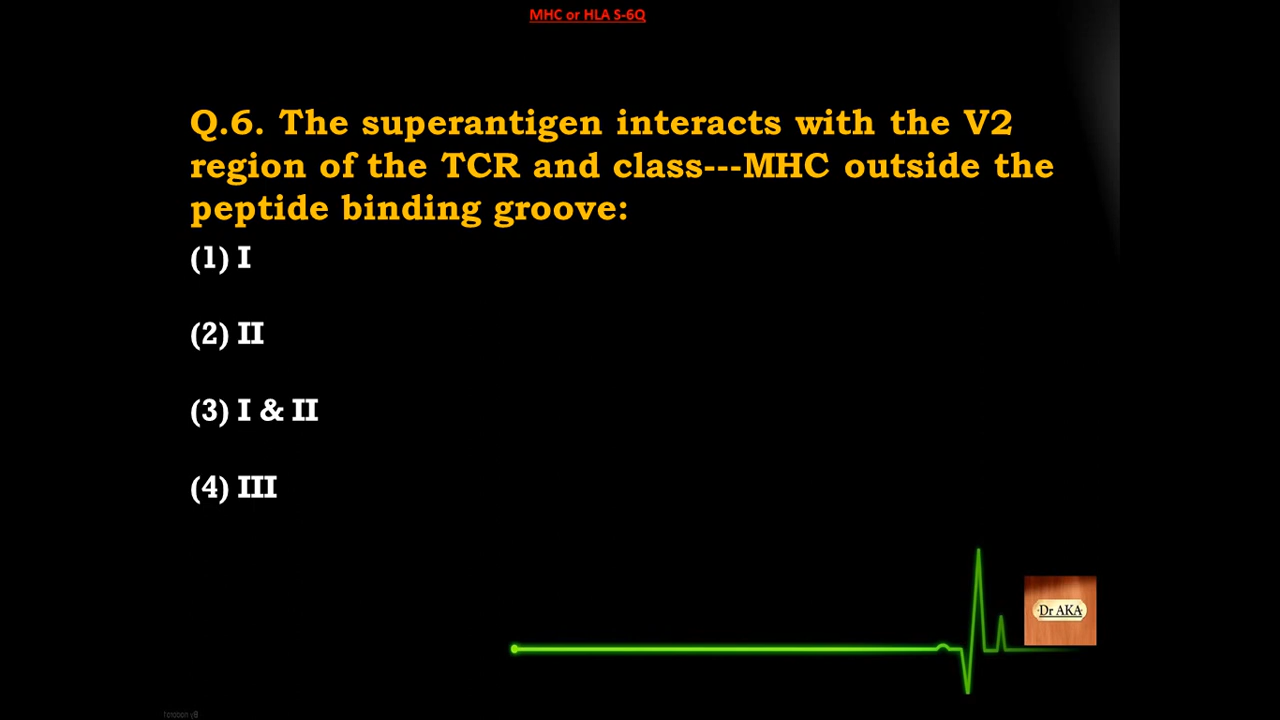 MHC or HLA S-6Q
Q.6. The superantigen interacts with the V2
region of the TCR and class---MHC outside the
peptide binding groove:
(1) I
(2) II
(3) I & II
(4) III
Dr AKA